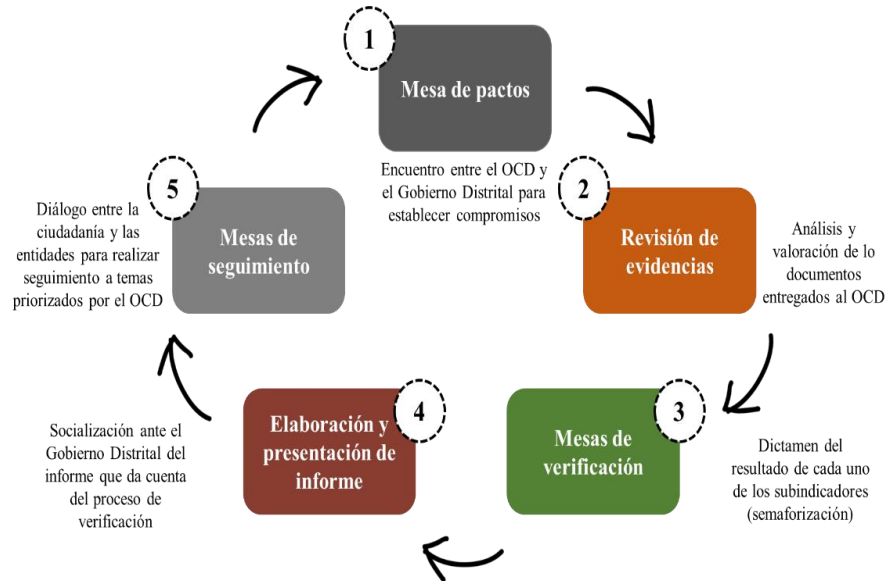 1
Mesa de pactos
Encuentro entre el OCD y
el Gobierno Distrital para
establecer compromisos
2
Revisión de
evidencias
Análisis y
valoración de lo
documentos
entregados al OCD
3
Mesas de
verificación
Dictamen del
resultado de cada uno
de los subindicadores
(semaforización)
4
Elaboración y
presentación de
informe
Socialización ante el
Gobierno Distrital del
informe que da cuenta
del proceso de
verificación
5
Mesas de
seguimiento
Diálogo entre la
ciudadanía y las
entidades para realizar
seguimiento a temas
priorizados por el OCD